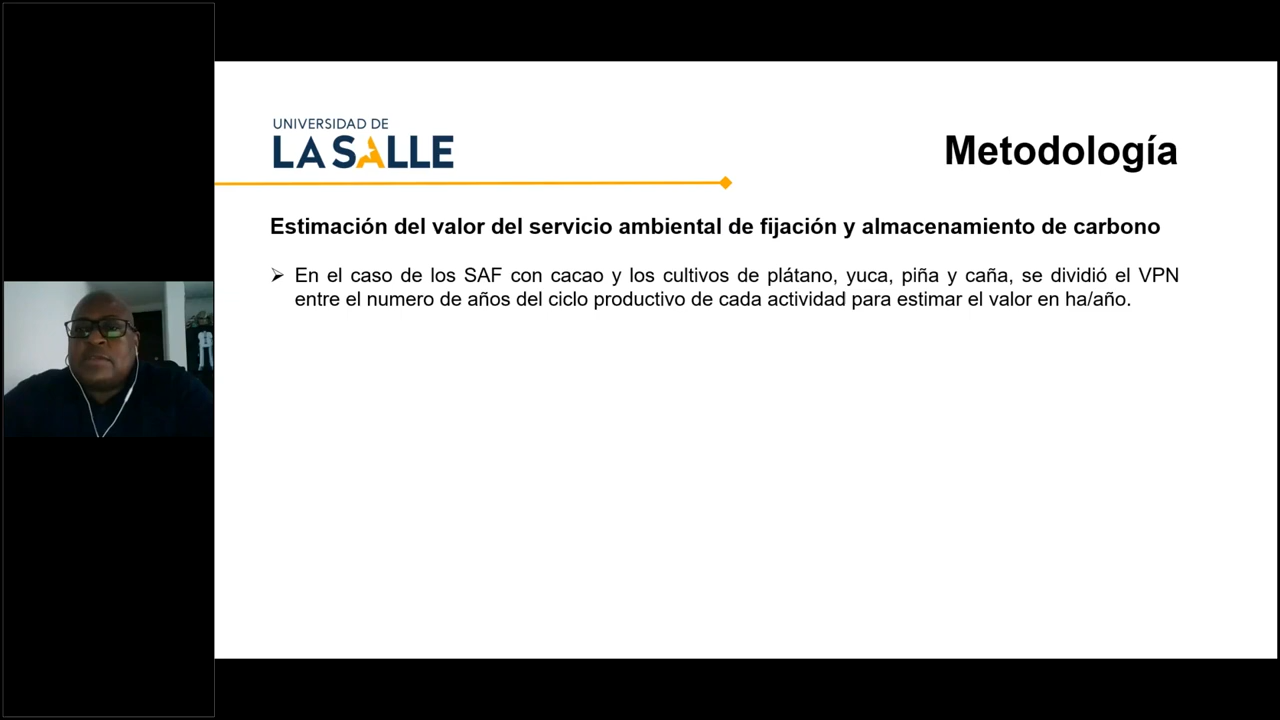 UNIVERSIDAD DE
LA SALLE
Metodología
Estimación del valor del servicio ambiental de fijación y almacenamiento de carbono
En el caso de los SAF con cacao y los cultivos de plátano, yuca, piña y caña, se dividió el VPN
entre el numero de años del ciclo productivo de cada actividad para estimar el valor en ha/año.